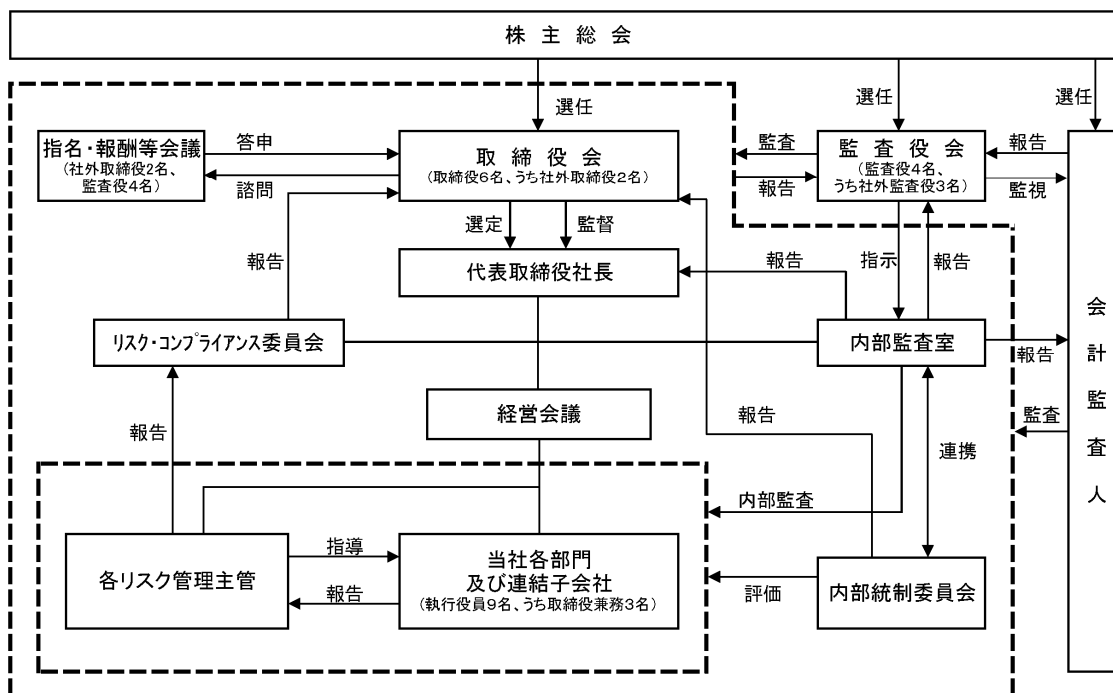 株主総会
選任
選任
選任
指名・報酬等会議
(社外取締役2名、
監査役4名)
答申
諮問
取締役会
(取締役6名、うち社外取締役2名)
監査
報告
監査役会
(監査役4名、
うち社外監査役3名)
報告
監視
選定
監督
報告
代表取締役社長
報告
指示
報告
リスク・コンプライアンス委員会
内部監査室
報告
会計監査人
経営会議
報告
報告
監査
連携
内部監査
各リスク管理主管
指導
報告
当社各部門
及び連結子会社
(執行役員9名、うち取締役兼務3名)
評価
内部統制委員会